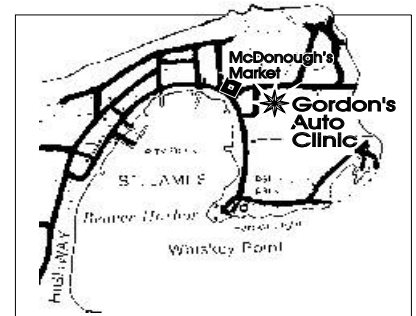 McDonough's
Market
Gordon's
Auto
Clinic
ST. JAMES
Beaver Harbor
Whiskey Point
HIGHWAY